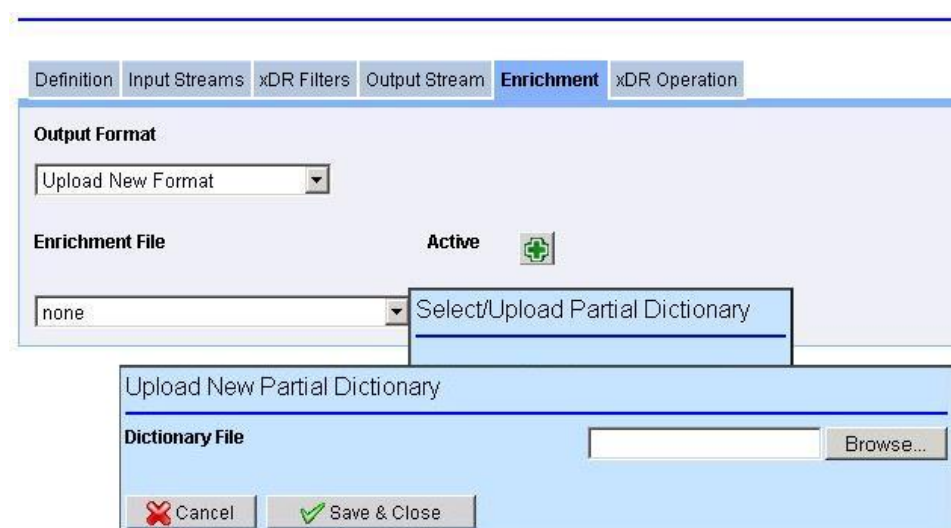 Definition Input Streams xDR Filters Output Stream Enrichment xDR Operation
Output Format
Upload New Format
Enrichment File Active
none
Select/Upload Partial Dictionary
Upload New Partial Dictionary
Dictionary File Browse...
Cancel Save & Close